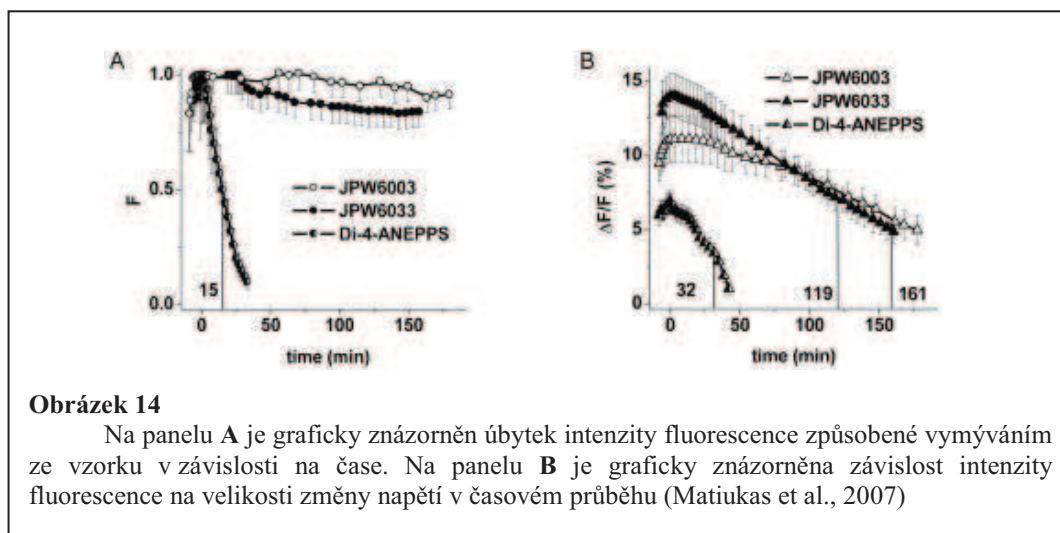 A
1.0
0.5
0.0
F
JPW6003
JPW6033
Di-4-ANEPPS
15
0
50
100
150
time (min)
B
15
10
5
0
ΔF/F (%)
JPW6003
JPW6033
Di-4-ANEPPS
32
119
161
0
50
100
150
time (min)
Obrázek 14
Na panelu A je graficky znázorněn úbytek intenzity fluorescence způsobené vymýváním
ze vzorku v závislosti na čase. Na panelu B je graficky znázorněna závislost intenzity
fluorescence na velikosti změny napětí v časovém průběhu (Matiukas et al., 2007)